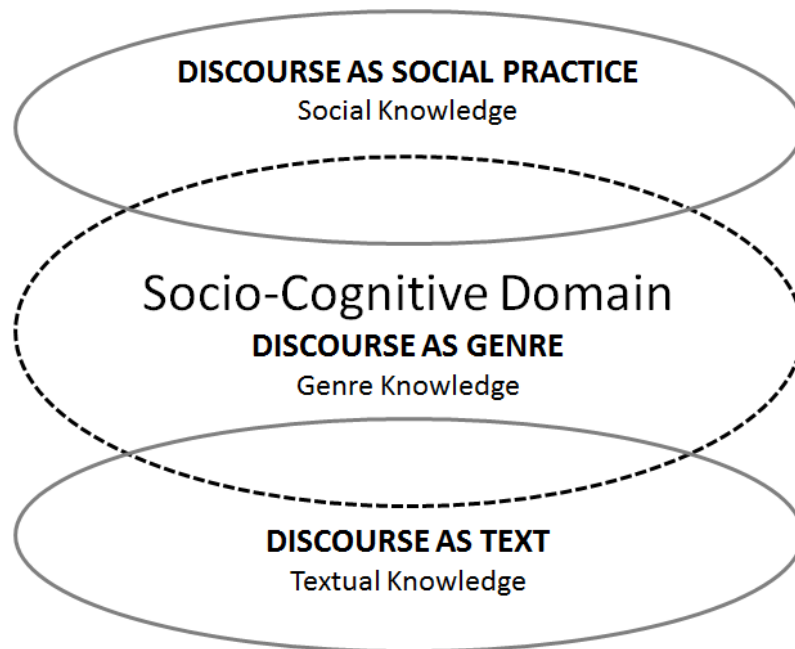 DISCOURSE AS SOCIAL PRACTICE
Social Knowledge
Socio-Cognitive Domain
DISCOURSE AS GENRE
Genre Knowledge
DISCOURSE AS TEXT
Textual Knowledge